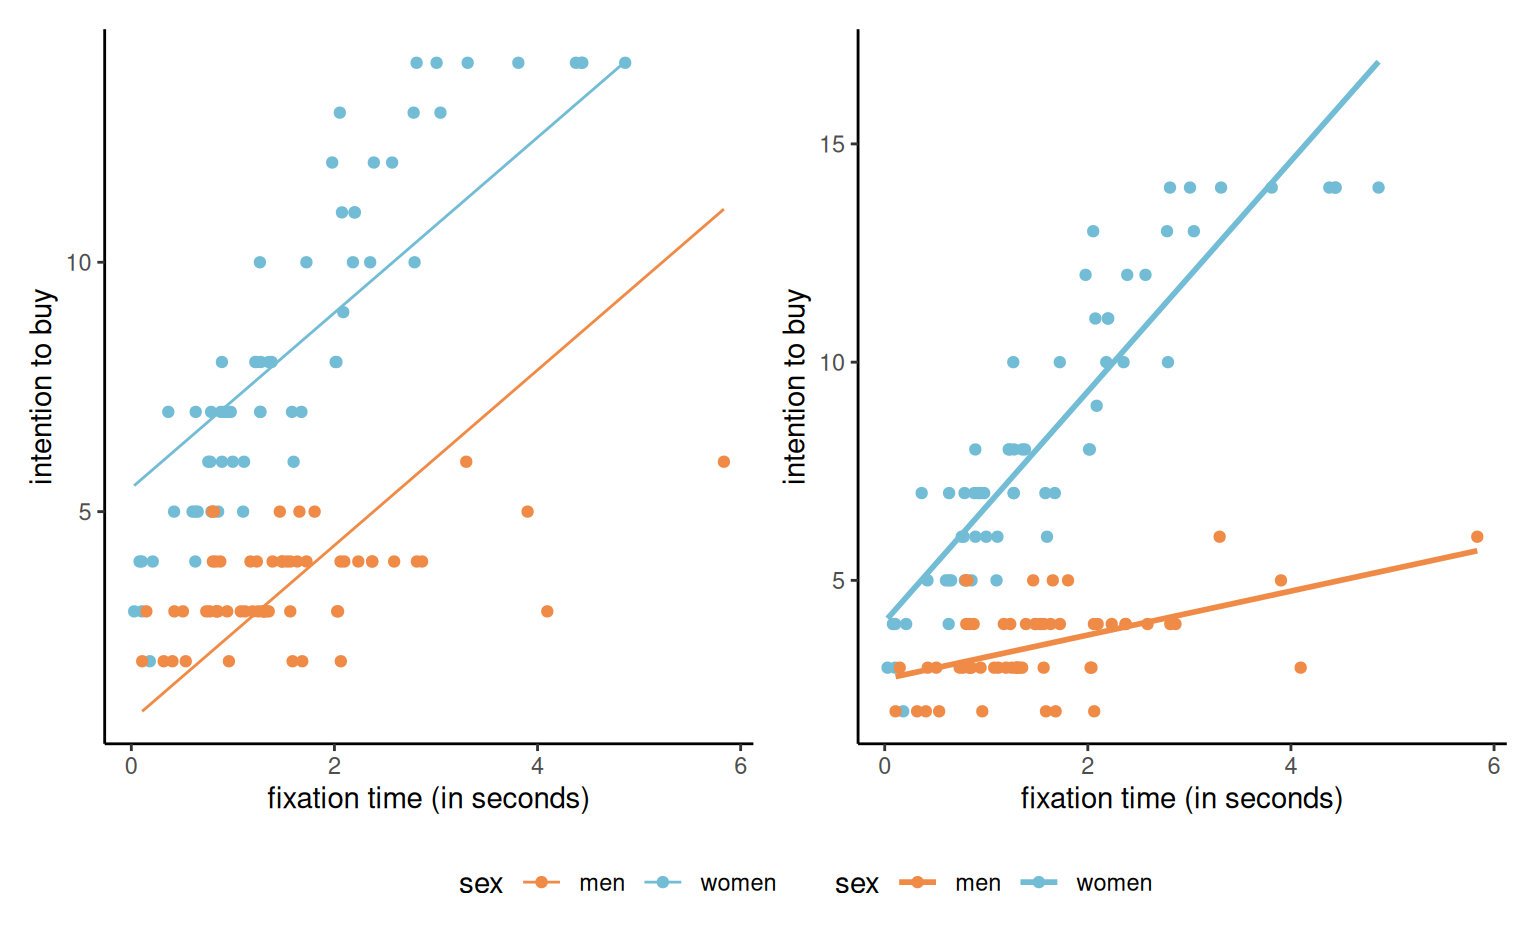 intention to buy
10
5
0 2 4 6
fixation time (in seconds)
intention to buy
15
10
5
0 2 4 6
fixation time (in seconds)
sex men women
sex men women